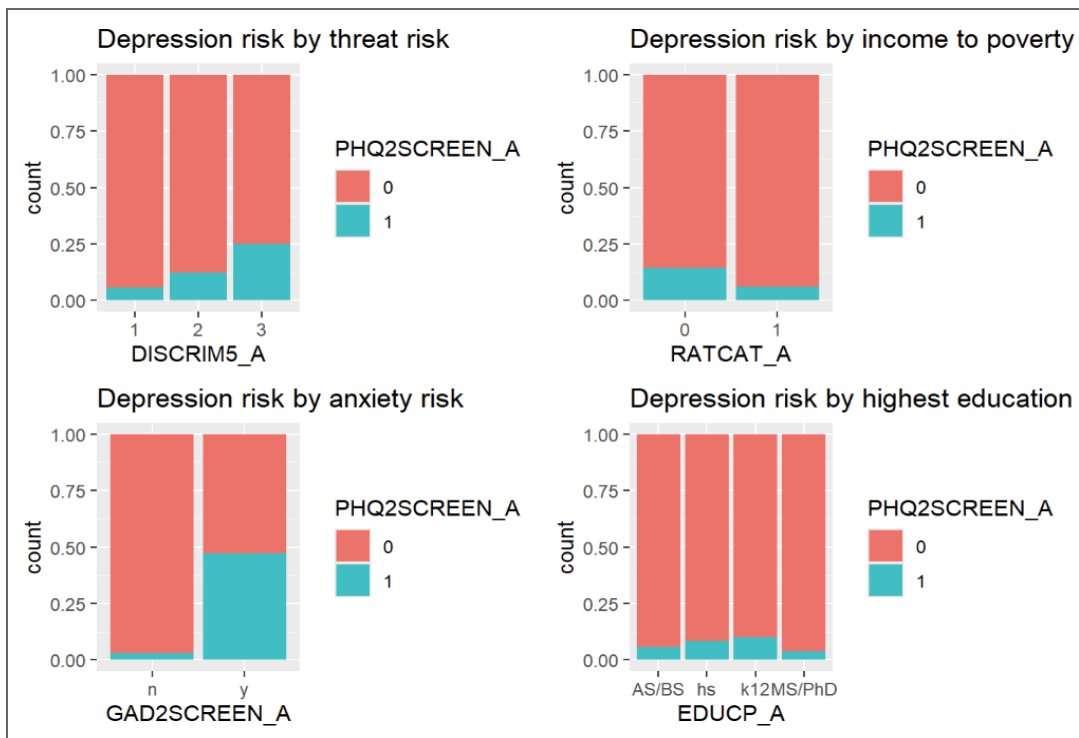 Depression risk by threat risk
1.00
0.75
0.50
0.25
0.00
count
1 2 3
DISCRIM5_A
PHQ2SCREEN_A
0
1
Depression risk by income to poverty
1.00
0.75
0.50
0.25
0.00
count
0 1
RATCAT_A
PHQ2SCREEN_A
0
1
Depression risk by anxiety risk
1.00
0.75
0.50
0.25
0.00
count
n y
GAD2SCREEN_A
PHQ2SCREEN_A
0
1
Depression risk by highest education
1.00
0.75
0.50
0.25
0.00
count
AS/BS hs k12 MS/PhD
EDUCP_A
PHQ2SCREEN_A
0
1